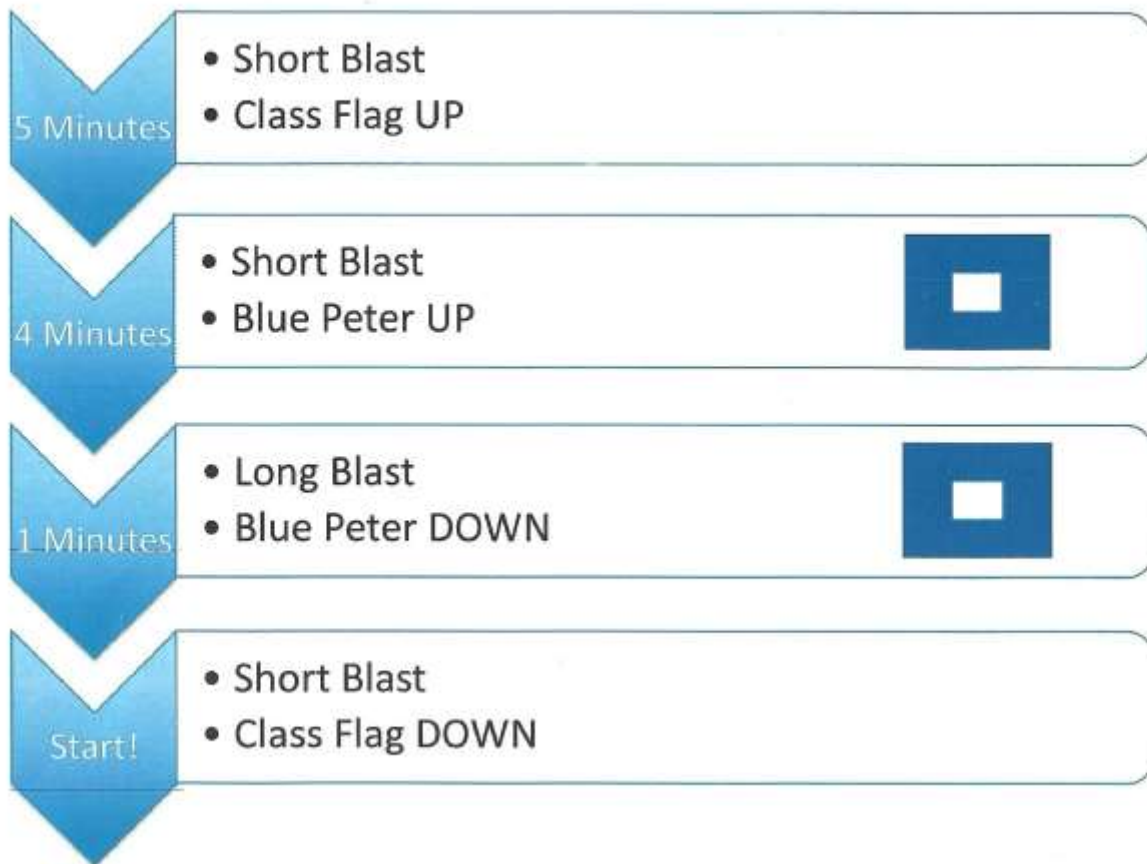 5 Minutes
• Short Blast
• Class Flag UP
4 Minutes
• Short Blast
• Blue Peter UP
1 Minutes
• Long Blast
• Blue Peter DOWN
Start!
• Short Blast
• Class Flag DOWN